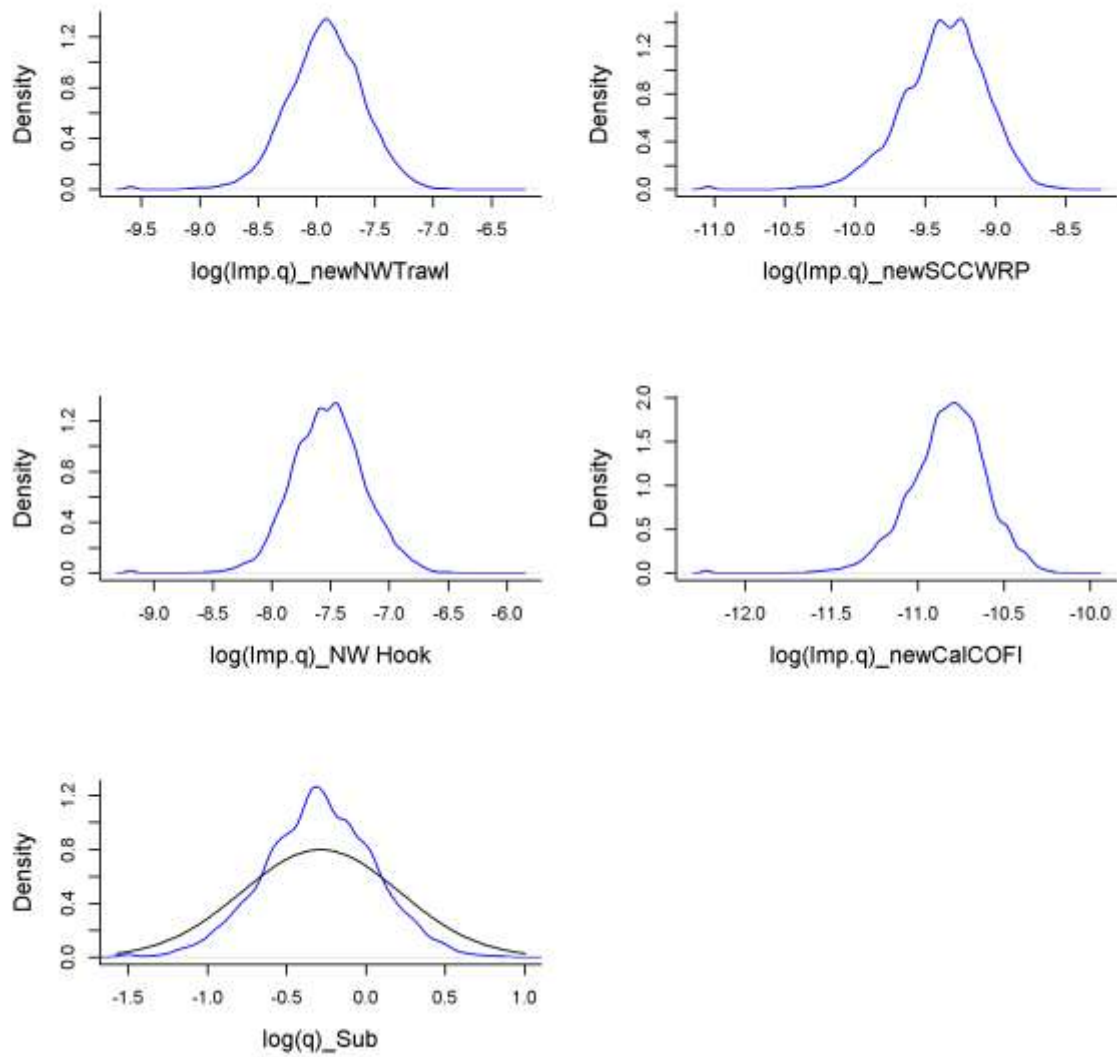 Density
0.0 0.4 0.8 1.2
-9.5 -9.0 -8.5 -8.0 -7.5 -7.0 -6.5
log(Imp.q)_newNWTrawl
Density
0.0 0.4 0.8 1.2
-11.0 -10.5 -10.0 -9.5 -9.0 -8.5
log(Imp.q)_newSCCWRP
Density
0.0 0.4 0.8 1.2
-9.0 -8.5 -8.0 -7.5 -7.0 -6.5 -6.0
log(Imp.q)_NW Hook
Density
0.0 0.5 1.0 1.5 2.0
-12.0 -11.5 -11.0 -10.5 -10.0
log(Imp.q)_newCalCOFI
Density
0.0 0.4 0.8 1.2
-1.5 -1.0 -0.5 0.0 0.5 1.0
log(q)_Sub